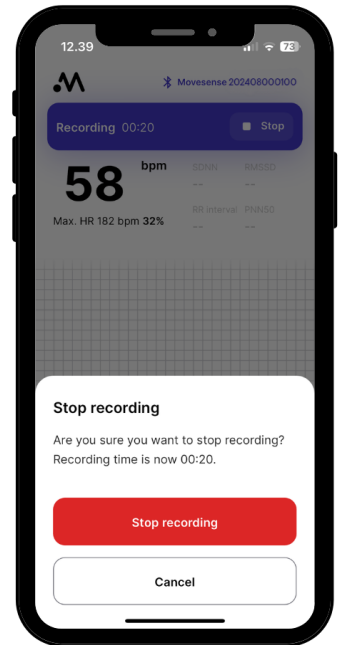 12.39
73
Movesense 202408000100
Recording 00:20
Stop
58 bpm
SDNN RMSSD
-- --
RR interval PNN50
-- --
Max. HR 182 bpm 32%
Stop recording
Are you sure you want to stop recording?
Recording time is now 00:20.
Stop recording
Cancel